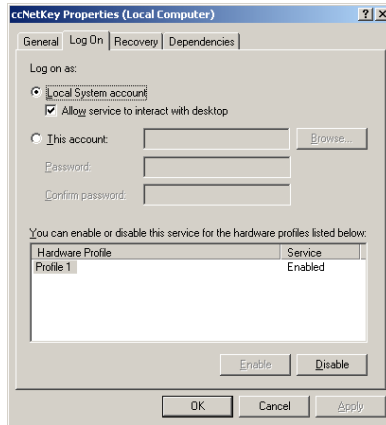 ccNetKey Properties (Local Computer)
General Log On Recovery Dependencies
Log on as:
Local System account
Allow service to interact with desktop
This account: Browse...
Password:
Confirm password:
You can enable or disable this service for the hardware profiles listed below:
Hardware Profile Service
Profile 1 Enabled
Enable Disable
OK Cancel Apply